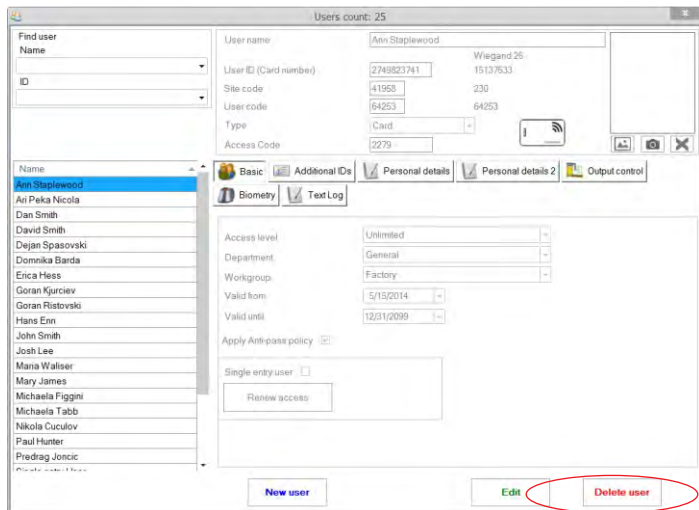 Users count: 25
Find user
Name
ID
User name
Ann Staplewood
Wiegand 26
User ID (Card number)
2749823741
15137533
Site code
41958
230
User code
64253
64253
Type
Card
Access Code
2279
Name
Ann Staplewood
Ari Peka Nicola
Dan Smith
David Smith
Dejan Spasovski
Domnika Barda
Erica Hess
Goran Kjurciev
Goran Ristovski
Hans Enn
John Smith
Josh Lee
Maria Waliser
Mary James
Michaela Figgini
Michaela Tabb
Nikola Cuculov
Paul Hunter
Predrag Joncic
Basic
Additional IDs
Personal details
Personal details 2
Output control
Biometry
Text Log
Access level
Unlimited
Department
General
Workgroup
Factory
Valid from
5/15/2014
Valid until
12/31/2099
Apply Anti-pass policy
Single entry user
Renew access
New user
Edit
Delete user